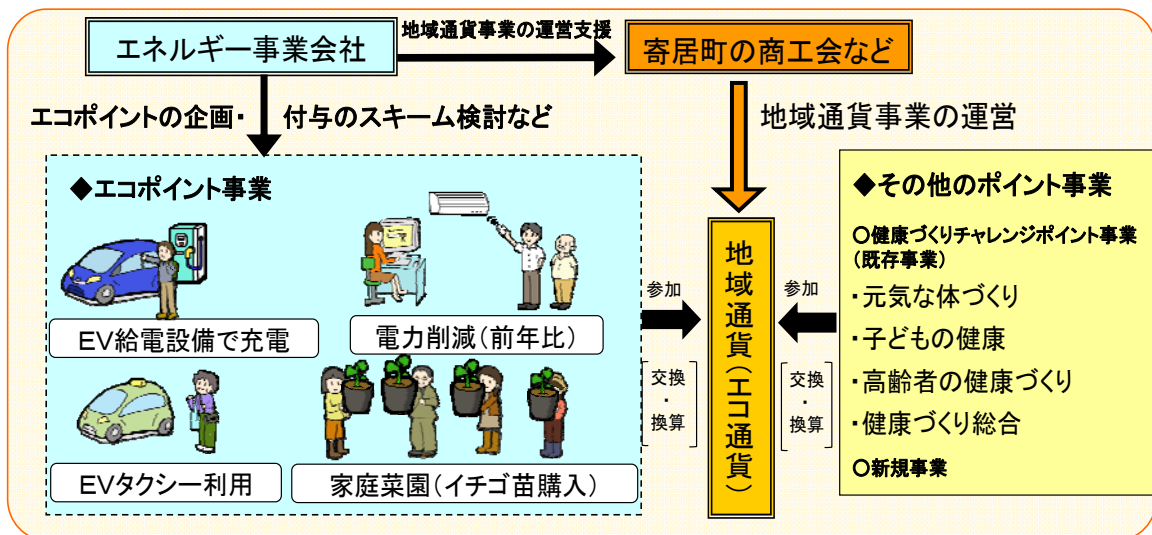 エネルギー事業会社
地域通貨事業の運営支援
寄居町の商工会など
エコポイントの企画・
付与のスキーム検討など
地域通貨事業の運営
◆エコポイント事業
EV給電設備で充電
電力削減(前年比)
EVタクシー利用
家庭菜園(イチゴ苗購入)
参加
交換
・
換算
地域通貨(エコ通貨)
参加
交換
・
換算
◆その他のポイント事業
○健康づくりチャレンジポイント事業
(既存事業)
・元気な体づくり
・子どもの健康
・高齢者の健康づくり
・健康づくり総合
○新規事業